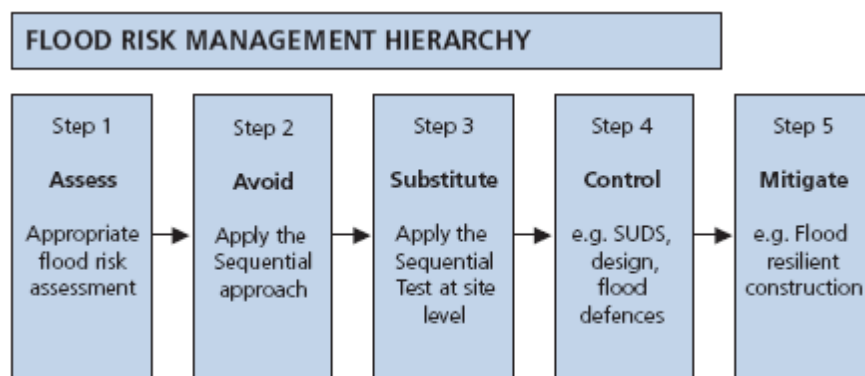 FLOOD RISK MANAGEMENT HIERARCHY
Step 1
Assess
Appropriate
flood risk
assessment
Step 2
Avoid
Apply the
Sequential
approach
Step 3
Substitute
Apply the
Sequential
Test at site
level
Step 4
Control
e.g. SUDS,
design,
flood
defences
Step 5
Mitigate
e.g. Flood
resilient
construction